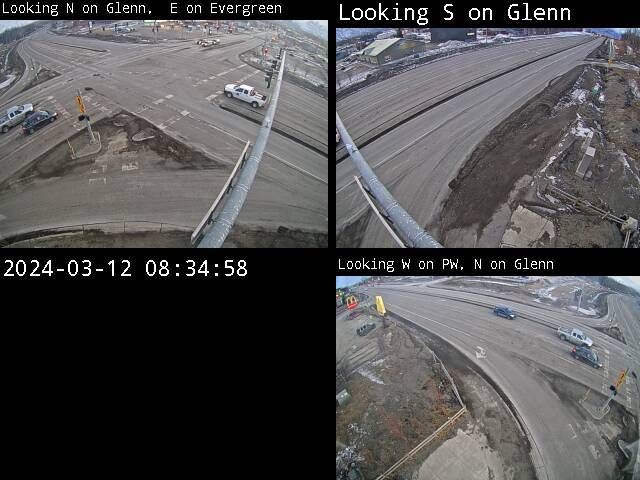 Looking N on Glenn, E on Evergreen
Looking S on Glenn
2024-03-12 08:34:58
Looking W on PW, N on Glenn